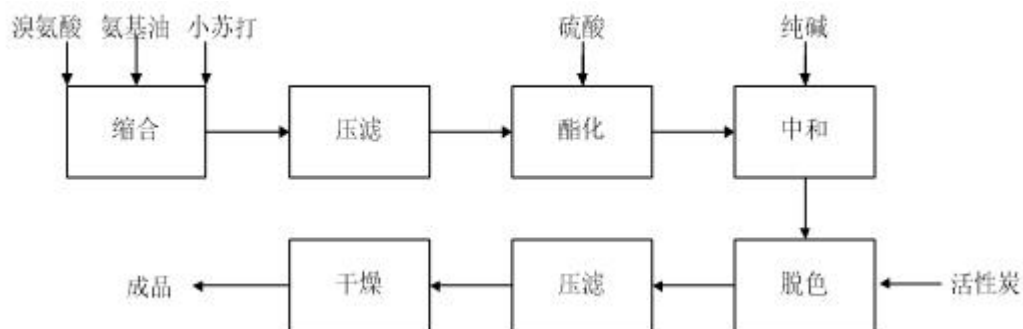 溴氨酸 氨基油 小苏打 硫酸 纯碱
缩合 压滤 酯化 中和
成品 干燥 压滤 脱色 活性炭